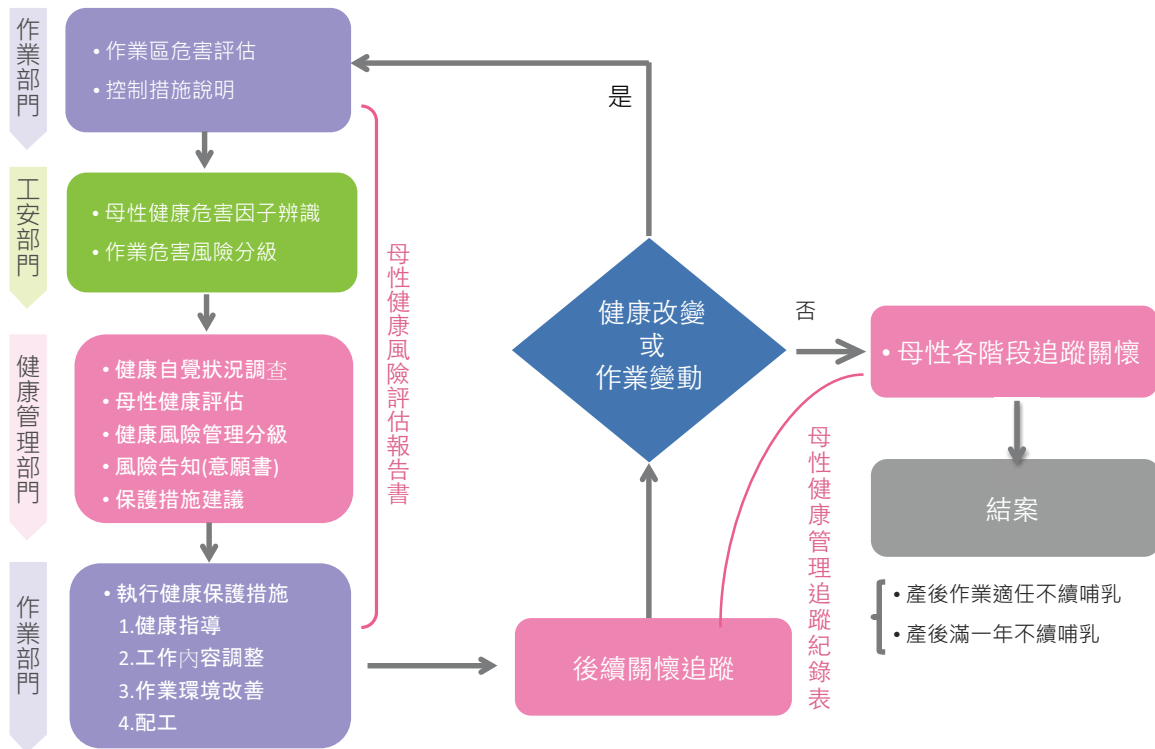 作業部門
• 作業區危害評估
• 控制措施說明
工安部門
• 母性健康危害因子辨識
• 作業危害風險分級
健康管理部門
• 健康自覺狀況調查
• 母性健康評估
• 健康風險管理分級
• 風險告知(意願書)
• 保護措施建議
作業部門
• 執行健康保護措施
1.健康指導
2.工作內容調整
3.作業環境改善
4.配工
母性健康風險評估報告書
後續關懷追蹤
是
健康改變
或
作業變動
否
母性健康管理追蹤紀錄表
• 母性各階段追蹤關懷
結案
• 產後作業適任不續哺乳
• 產後滿一年不續哺乳